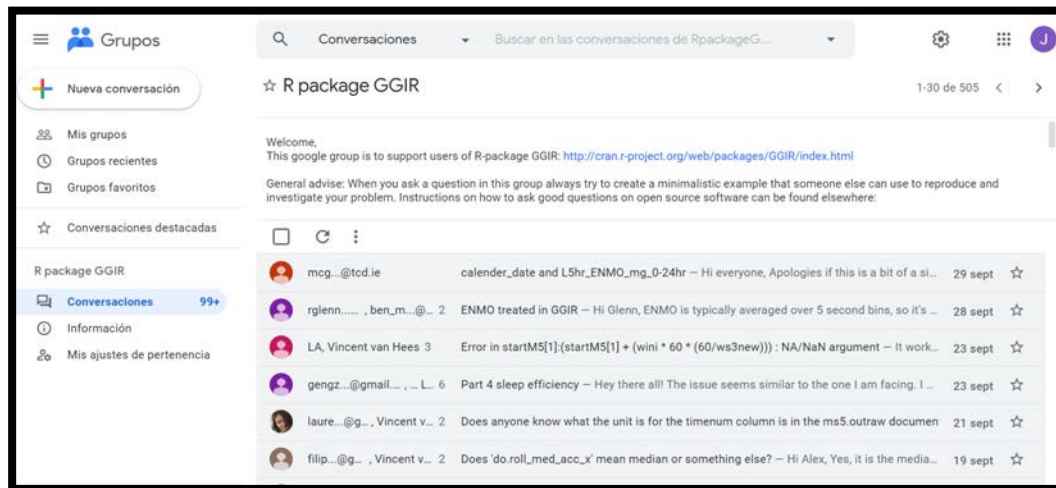 Grupos
Conversaciones
Buscar en las conversaciones de RpackageG...
J
Nueva conversación
R package GGIR
1-30 de 505
Mis grupos
Grupos recientes
Grupos favoritos
Conversaciones destacadas
R package GGIR
Conversaciones 99+
Información
Mis ajustes de pertenencia
Welcome,
This google group is to support users of R-package GGIR: http://cran.r-project.org/web/packages/GGIR/index.html
General advise: When you ask a question in this group always try to create a minimalistic example that someone else can use to reproduce and
investigate your problem. Instructions on how to ask good questions on open source software can be found elsewhere:
mcg...@tcd.ie calender_date and L5hr_ENMO_mg_0-24hr — Hi everyone, Apologies if this is a bit of a si... 29 sept
rglenn...... , ben_m...@... 2 ENMO treated in GGIR — Hi Glenn, ENMO is typically averaged over 5 second bins, so it's ... 28 sept
LA, Vincent van Hees 3 Error in startM5[1]:(startM5[1] + (wini * 60 * (60/ws3new))) : NA/NaN argument — It work... 23 sept
gengz...@gmail.... , ... L... 6 Part 4 sleep efficiency — Hey there all! The issue seems similar to the one I am facing. I ... 23 sept
laure...@g... , Vincent v... 2 Does anyone know what the unit is for the timenum column is in the ms5.outraw documen 21 sept
filip...@g... , Vincent v... 2 Does 'do.roll_med_acc_x' mean median or something else? — Hi Alex, Yes, it is the media... 19 sept